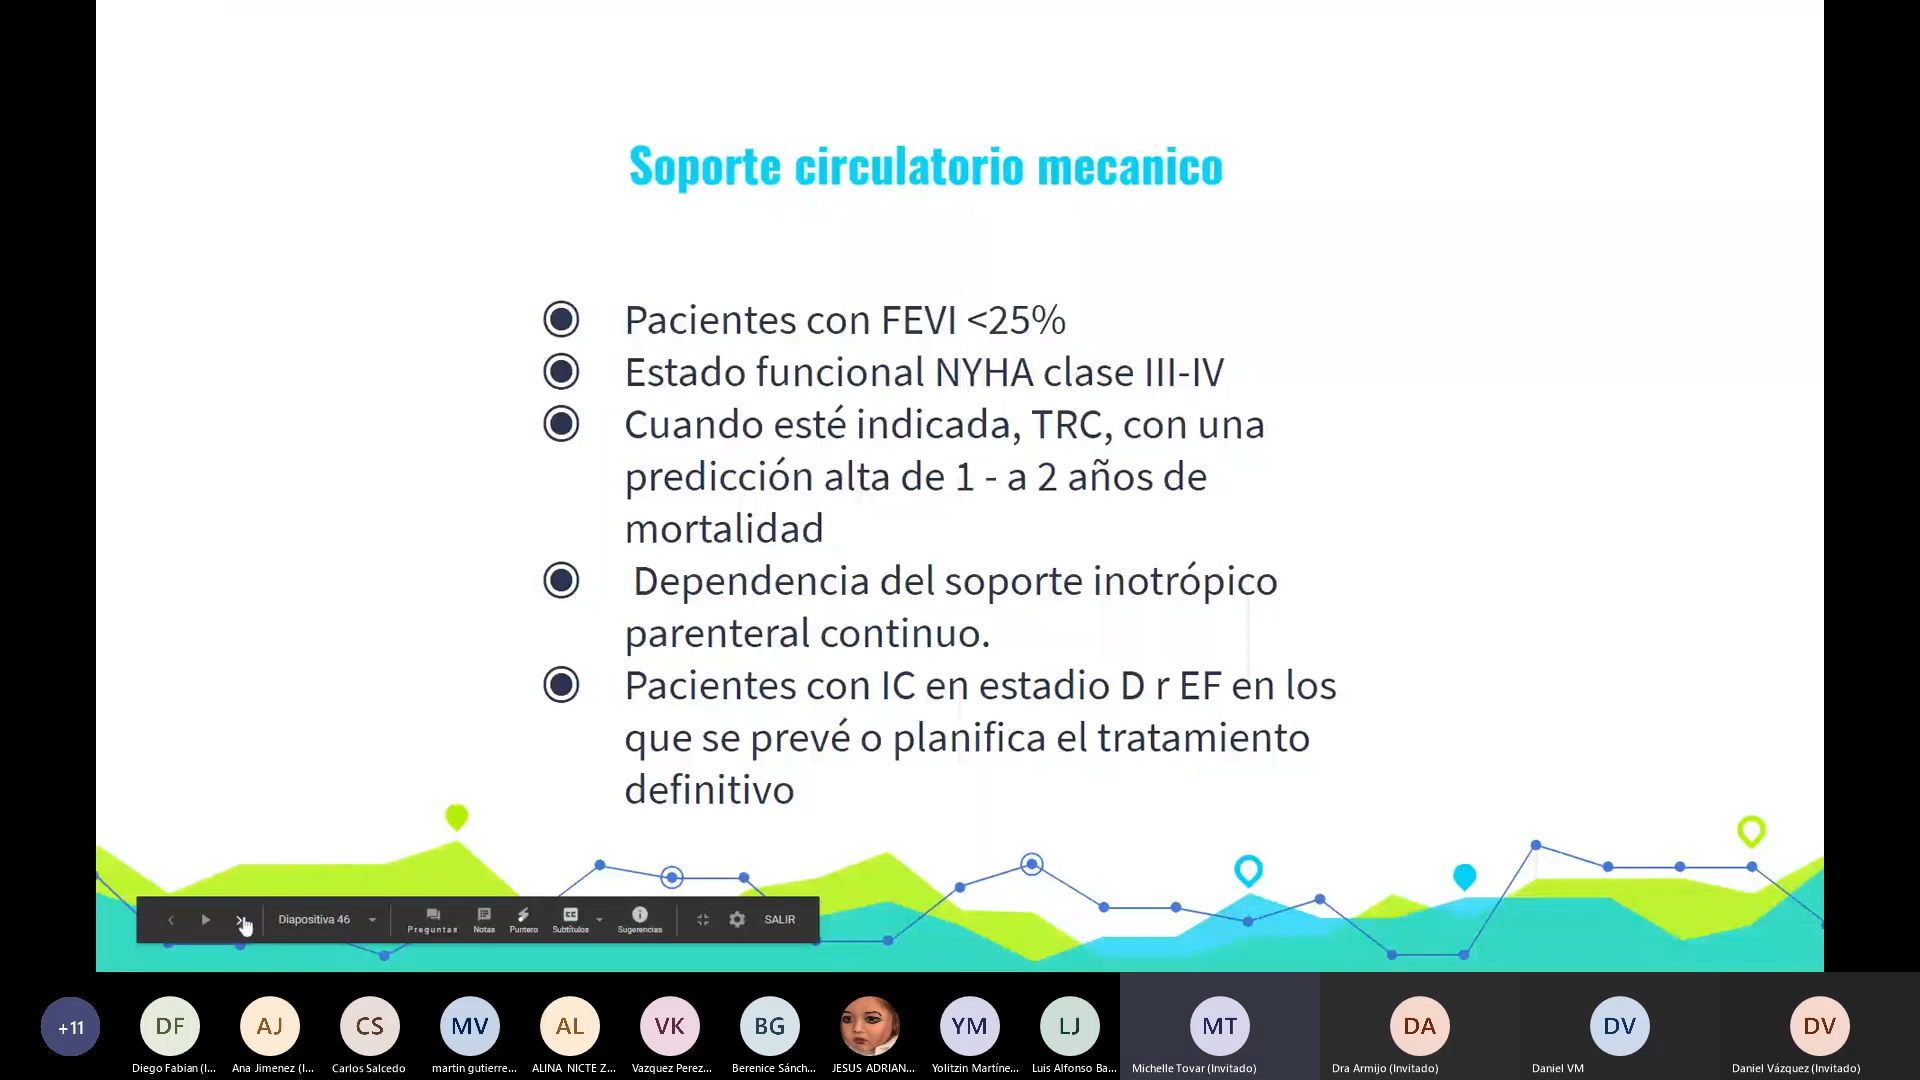 Soporte circulatorio mecanico
Pacientes con FEVI <25%
Estado funcional NYHA clase III-IV
Cuando esté indicada, TRC, con una
predicción alta de 1 - a 2 años de
mortalidad
Dependencia del soporte inotrópico
parenteral continuo.
Pacientes con IC en estadio D r EF en los
que se prevé o planifica el tratamiento
definitivo
Diapositiva 46
Preguntas
Notas
Puntero
Subtítulos
Sugerencias
SALIR
+11
DF
AJ
CS
MV
AL
VK
BG
YM
LJ
MT
DA
DV
DV
Diego Fabian (I...
Ana Jimenez (I...
Carlos Salcedo
martin gutierre...
ALINA NICTE Z...
Vazquez Perez...
Berenice Sánch...
JESUS ADRIAN...
Yolitzin Martíne...
Luis Alfonso Ba...
Michelle Tovar (Invitado)
Dra Armijo (Invitado)
Daniel VM
Daniel Vázquez (Invitado)